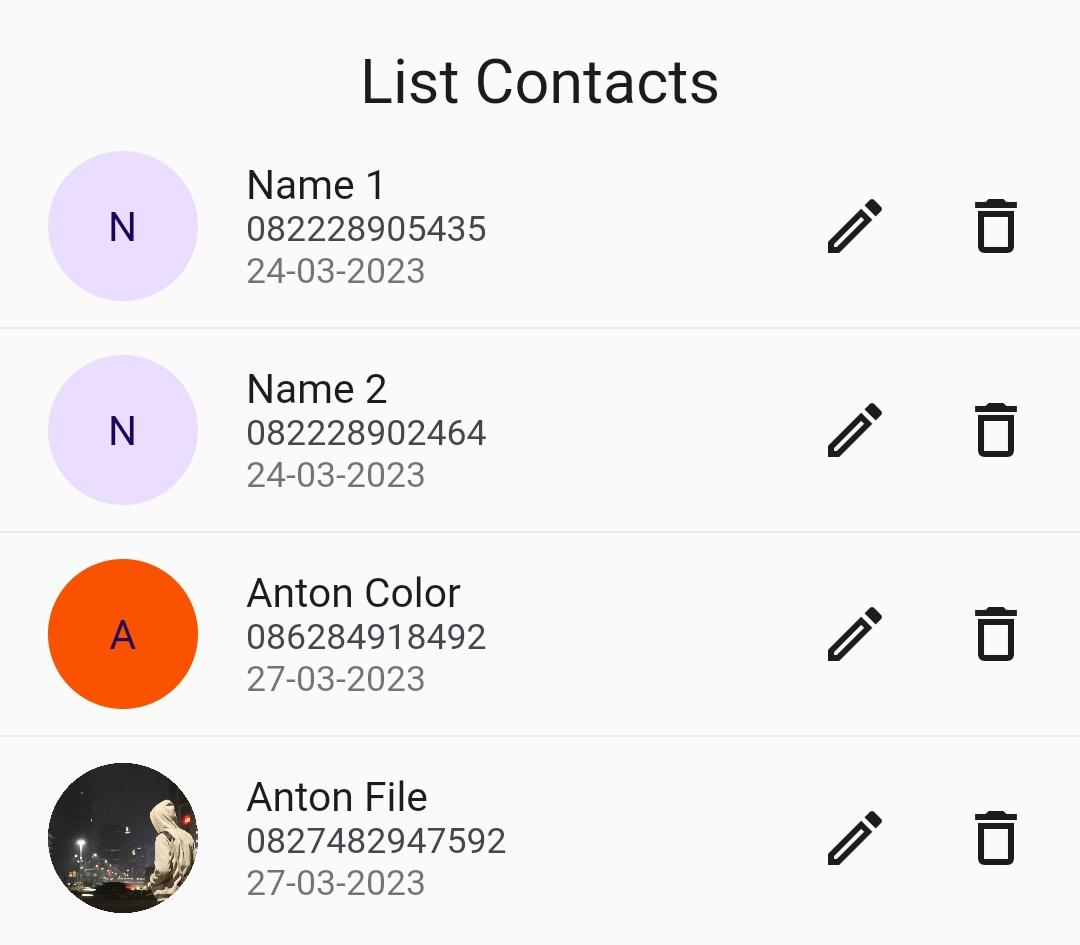 List Contacts
N
Name 1
082228905435
24-03-2023
N
Name 2
082228902464
24-03-2023
A
Anton Color
086284918492
27-03-2023
Anton File
0827482947592
27-03-2023